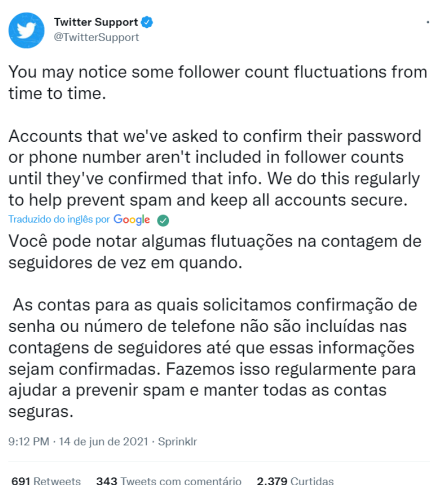 Twitter Support
@TwitterSupport
You may notice some follower count fluctuations from
time to time.
Accounts that we've asked to confirm their password
or phone number aren't included in follower counts
until they've confirmed that info. We do this regularly
to help prevent spam and keep all accounts secure.
Traduzido do inglês por Google
Você pode notar algumas flutuações na contagem de
seguidores de vez em quando.
As contas para as quais solicitamos confirmação de
senha ou número de telefone não são incluídas nas
contagens de seguidores até que essas informações
sejam confirmadas. Fazemos isso regularmente para
ajudar a prevenir spam e manter todas as contas
seguras.
9:12 PM · 14 de jun de 2021 · Sprinklr
691 Retweets 343 Tweets com comentário 2.379 Curtidas